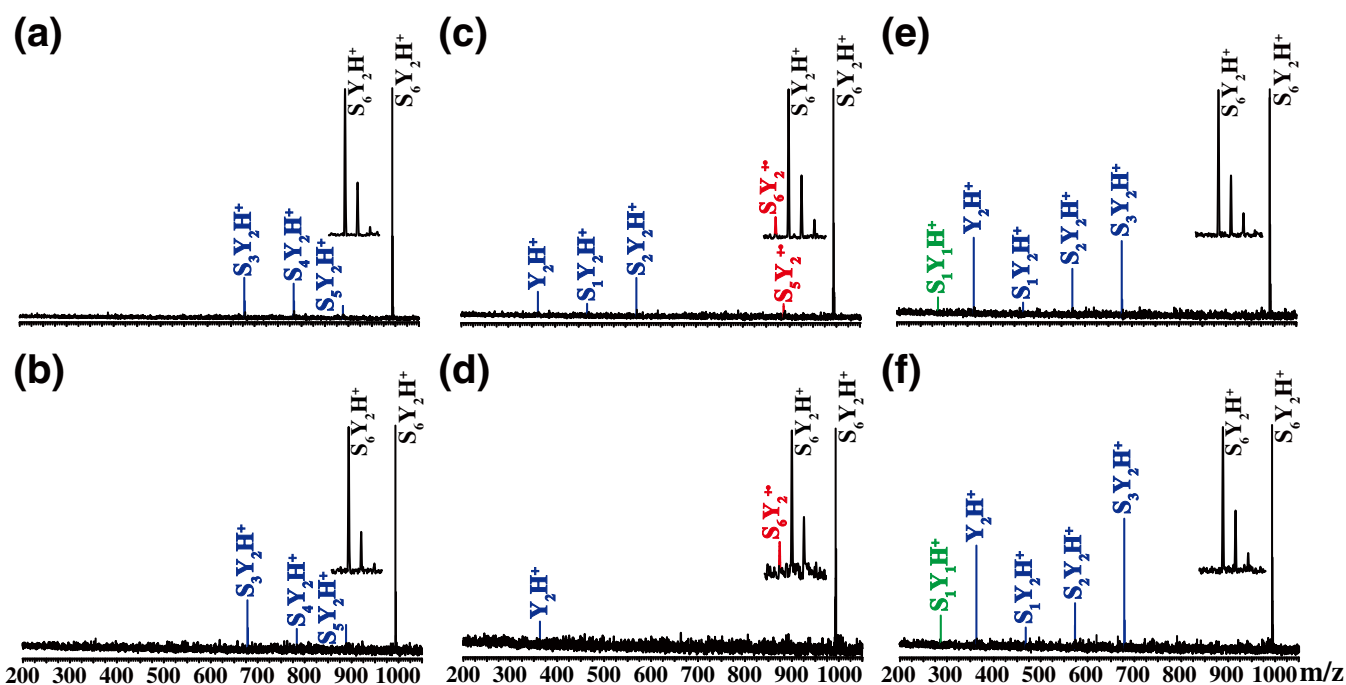 (a)
S₃Y₂H⁺
S₄Y₂H⁺
S₅Y₂H⁺
S₆Y₂H⁺
S₆Y₂H⁺
(c)
Y₂H⁺
S₁Y₂H⁺
S₂Y₂H⁺
S₆Y₂⁺•
S₅Y₂⁺•
S₆Y₂H⁺
S₆Y₂H⁺
(e)
S₁Y₁H⁺
Y₂H⁺
S₁Y₂H⁺
S₂Y₂H⁺
S₃Y₂H⁺
S₆Y₂H⁺
S₆Y₂H⁺
(b)
S₃Y₂H⁺
S₄Y₂H⁺
S₅Y₂H⁺
S₆Y₂H⁺
S₆Y₂H⁺
200 300 400 500 600 700 800 900 1000
(d)
Y₂H⁺
S₆Y₂⁺•
S₆Y₂H⁺
S₆Y₂H⁺
200 300 400 500 600 700 800 900 1000
(f)
S₁Y₁H⁺
Y₂H⁺
S₁Y₂H⁺
S₂Y₂H⁺
S₃Y₂H⁺
S₆Y₂H⁺
S₆Y₂H⁺
200 300 400 500 600 700 800 900 1000 m/z